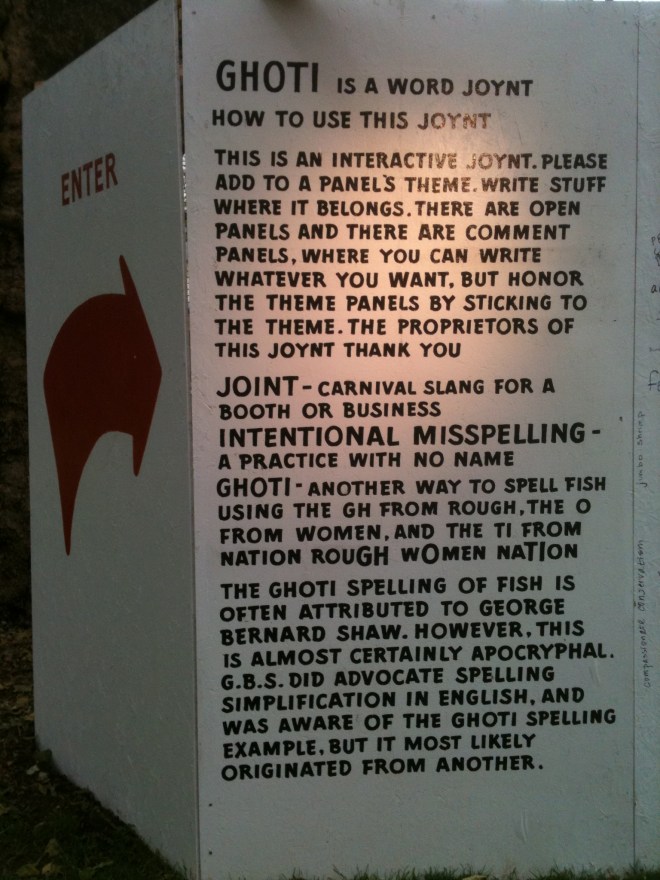 ENTER
GHOTI IS A WORD JOYNT
HOW TO USE THIS JOYNT
THIS IS AN INTERACTIVE JOYNT. PLEASE
ADD TO A PANEL'S THEME. WRITE STUFF
WHERE IT BELONGS. THERE ARE OPEN
PANELS AND THERE ARE COMMENT
PANELS, WHERE YOU CAN WRITE
WHATEVER YOU WANT, BUT HONOR
THE THEME PANELS BY STICKING TO
THE THEME. THE PROPRIETORS OF
THIS JOYNT THANK YOU
JOINT - CARNIVAL SLANG FOR A
BOOTH OR BUSINESS
INTENTIONAL MISSPELLING -
A PRACTICE WITH NO NAME
GHOTI - ANOTHER WAY TO SPELL FISH
USING THE GH FROM ROUGH, THE O
FROM WOMEN, AND THE TI FROM
NATION ROUGH WOMEN NATION
THE GHOTI SPELLING OF FISH IS
OFTEN ATTRIBUTED TO GEORGE
BERNARD SHAW. HOWEVER, THIS
IS ALMOST CERTAINLY APOCRYPHAL.
G.B.S. DID ADVOCATE SPELLING
SIMPLIFICATION IN ENGLISH, AND
WAS AWARE OF THE GHOTI SPELLING
EXAMPLE, BUT IT MOST LIKELY
ORIGINATED FROM ANOTHER.
compassionate conservatism
jumbo shrimp